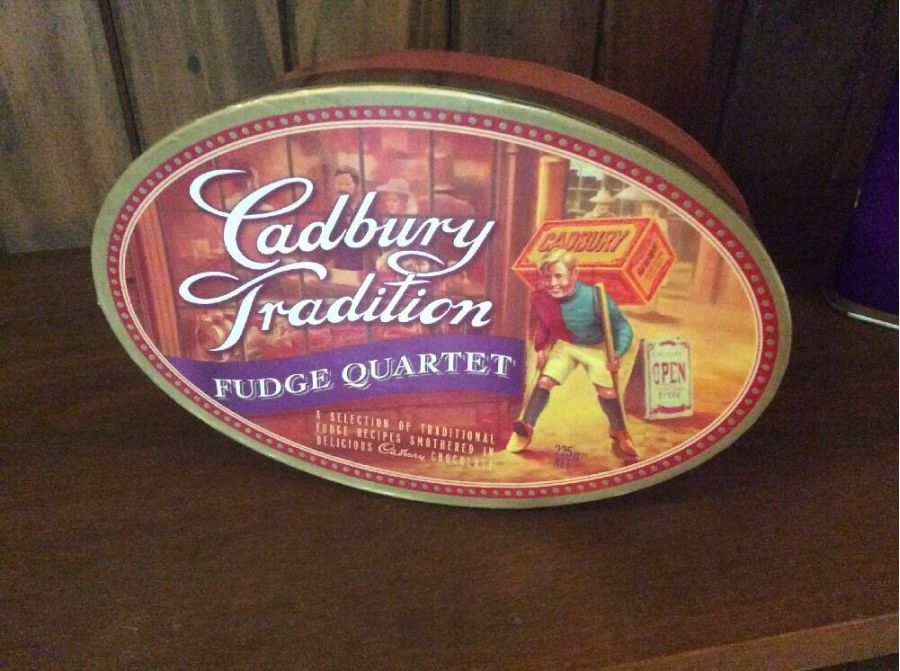 Cadbury
Tradition
FUDGE QUARTET
A SELECTION OF TRADITIONAL
FUDGE RECIPES SMOTHERED IN
DELICIOUS Cadbury CHOCOLATE
CADBURY
OPEN
225g
NET